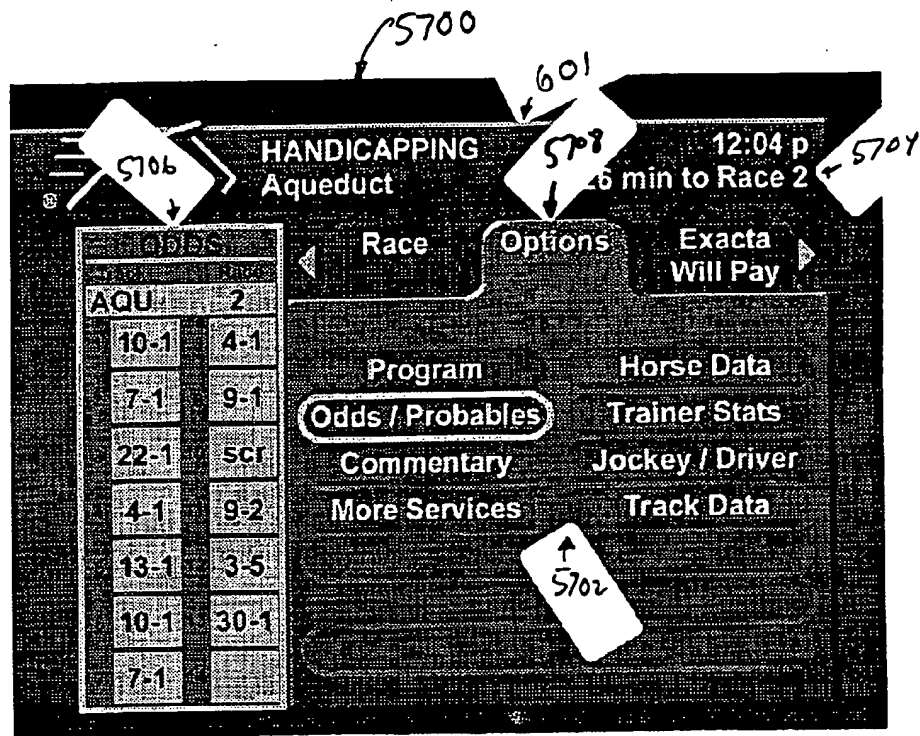 5700
601
5706
HANDICAPPING
5708
12:04 p
5704
Aqueduct
6 min to Race 2
ODDS
Race
Options
Exacta
Will Pay
AQU 2
10-1 4-1
7-1 9-1
22-1 scr
4-1 9-2
13-1 3-5
10-1 30-1
7-1
Program
Horse Data
Odds / Probables
Trainer Stats
Commentary
Jockey / Driver
More Services
Track Data
5702